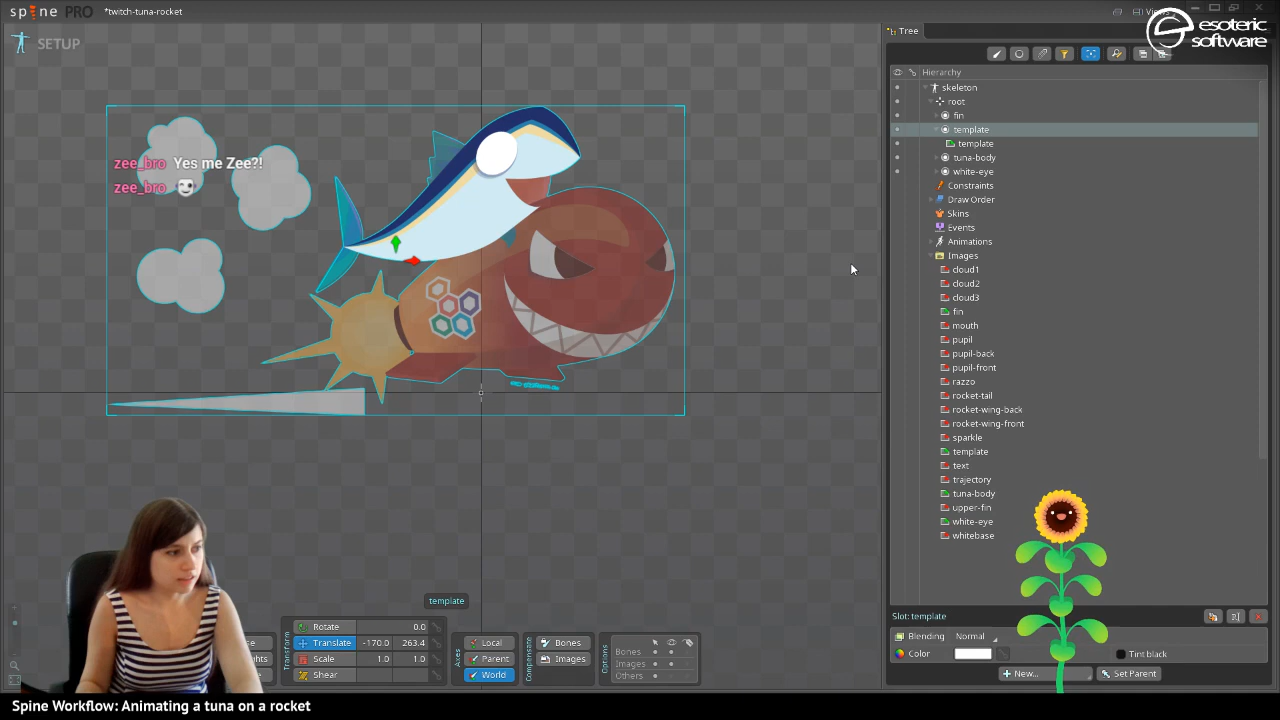 spine PRO
*twitch-tuna-rocket
Views
esoteric
software
SETUP
Tree
Hierarchy
skeleton
root
fin
template
template
tuna-body
white-eye
Constraints
Draw Order
Skins
Events
Animations
Images
cloud1
cloud2
cloud3
fin
mouth
pupil
pupil-back
pupil-front
razzo
rocket-tail
rocket-wing-back
rocket-wing-front
sparkle
template
text
trajectory
tuna-body
upper-fin
white-eye
whitebase
zee_bro Yes me Zee?!
zee_bro
template
Transform
Rotate 0.0
Translate -170.0 263.4
Scale 1.0 1.0
Shear
Axes
Local
Parent
World
Compensate
Bones
Images
Options
Bones
Images
Others
Slot: template
Blending Normal
Color
Tint black
New...
Set Parent
Spine Workflow: Animating a tuna on a rocket